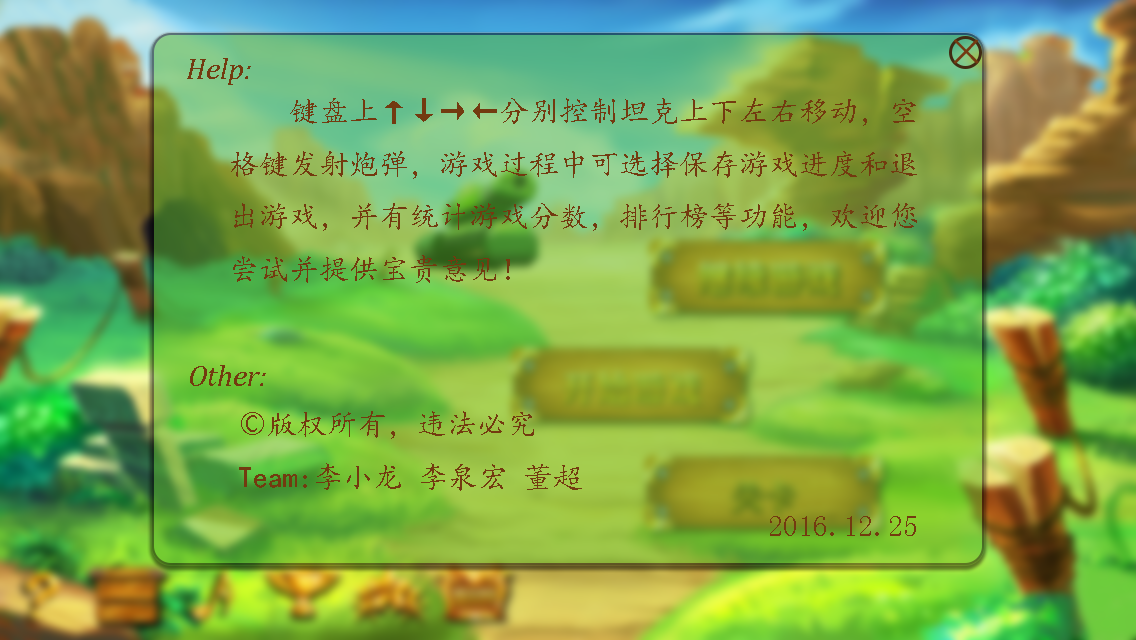 Help:
键盘上↑↓→←分别控制坦克上下左右移动，空
格键发射炮弹，游戏过程中可选择保存游戏进度和退
出游戏，并有统计游戏分数，排行榜等功能，欢迎您
尝试并提供宝贵意见！
Other:
©版权所有，违法必究
Team:李小龙 李泉宏 董超
2016.12.25